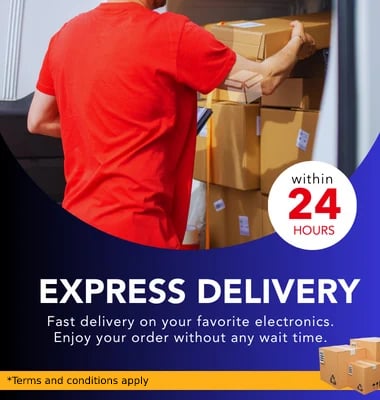 within
24
HOURS
EXPRESS DELIVERY
Fast delivery on your favorite electronics.
Enjoy your order without any wait time.
*Terms and conditions apply